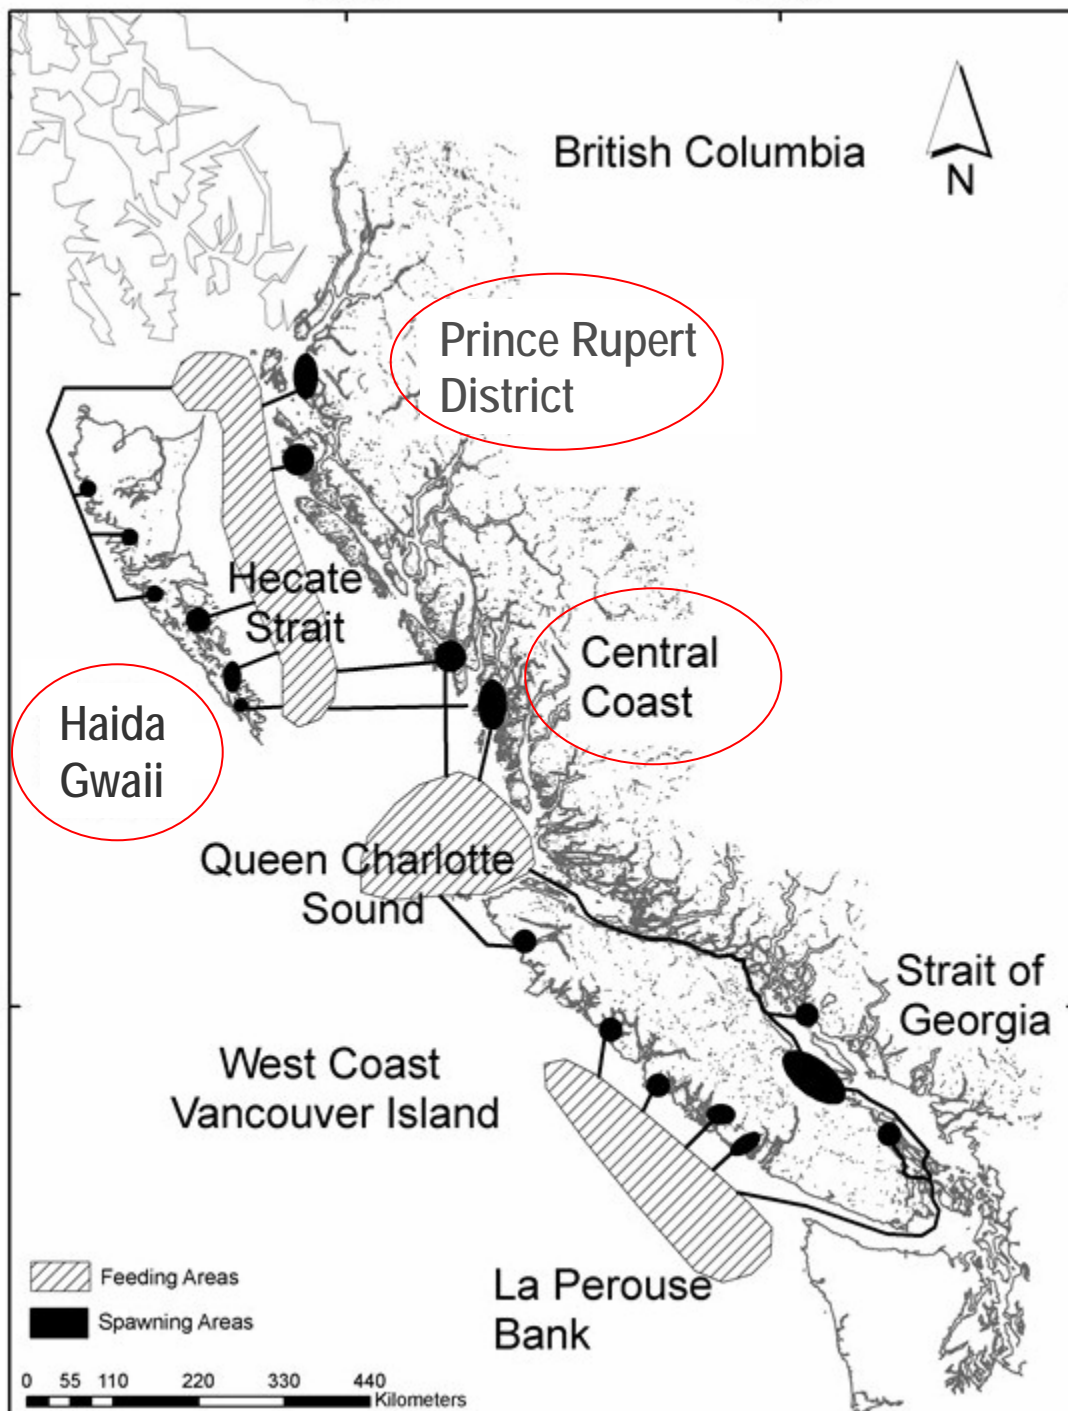 British Columbia
N
Prince Rupert
District
Hecate
Strait
Central
Coast
Haida
Gwaii
Queen Charlotte
Sound
Strait of
Georgia
West Coast
Vancouver Island
La Perouse
Bank
Feeding Areas
Spawning Areas
0 55 110 220 330 440
Kilometers